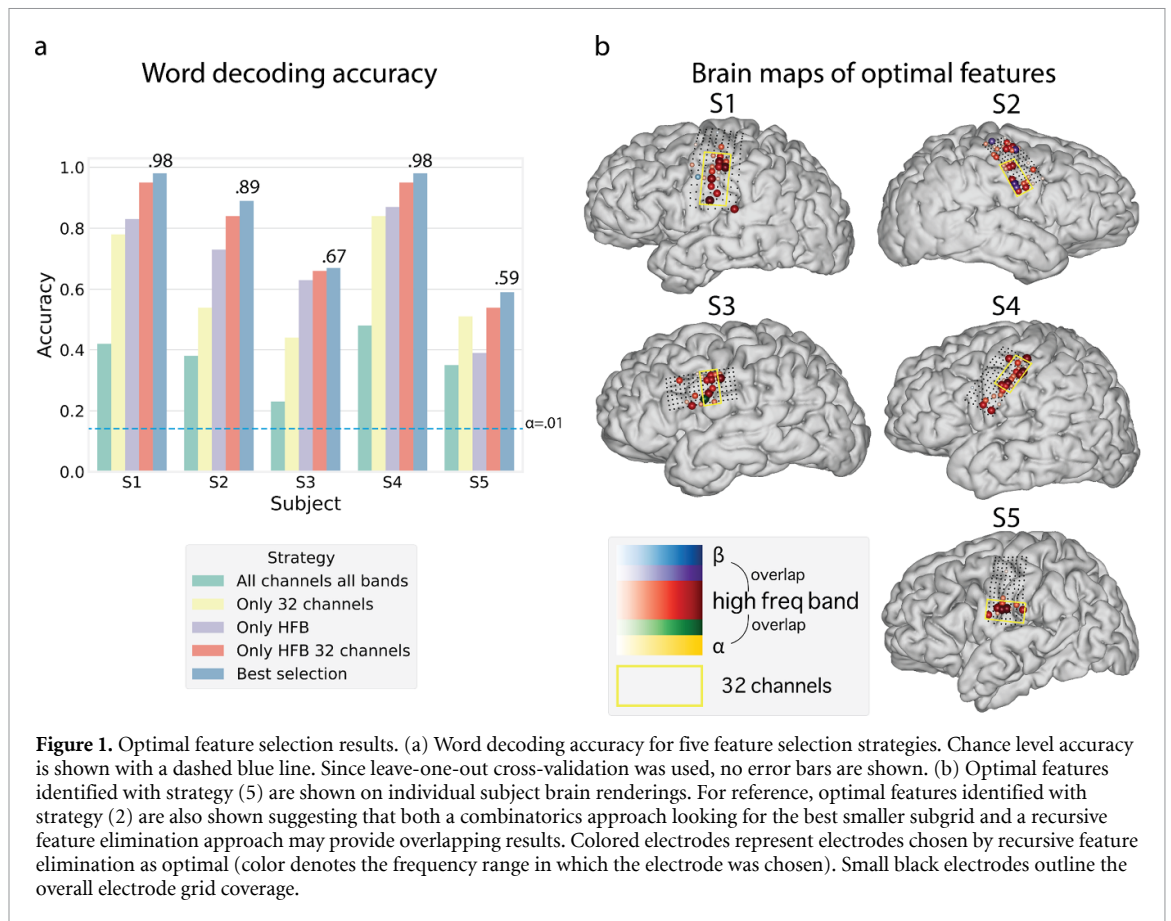 a
Word decoding accuracy
1.0
0.8
0.6
0.4
0.2
0.0
Accuracy
.98
.89
.67
.98
.59
α=.01
S1
S2
S3
S4
S5
Subject
Strategy
All channels all bands
Only 32 channels
Only HFB
Only HFB 32 channels
Best selection
b
Brain maps of optimal features
S1
S2
S3
S4
S5
β
overlap
high freq band
overlap
α
32 channels
Figure 1. Optimal feature selection results. (a) Word decoding accuracy for five feature selection strategies. Chance level accuracy
is shown with a dashed blue line. Since leave-one-out cross-validation was used, no error bars are shown. (b) Optimal features
identified with strategy (5) are shown on individual subject brain renderings. For reference, optimal features identified with
strategy (2) are also shown suggesting that both a combinatorics approach looking for the best smaller subgrid and a recursive
feature elimination approach may provide overlapping results. Colored electrodes represent electrodes chosen by recursive feature
elimination as optimal (color denotes the frequency range in which the electrode was chosen). Small black electrodes outline the
overall electrode grid coverage.